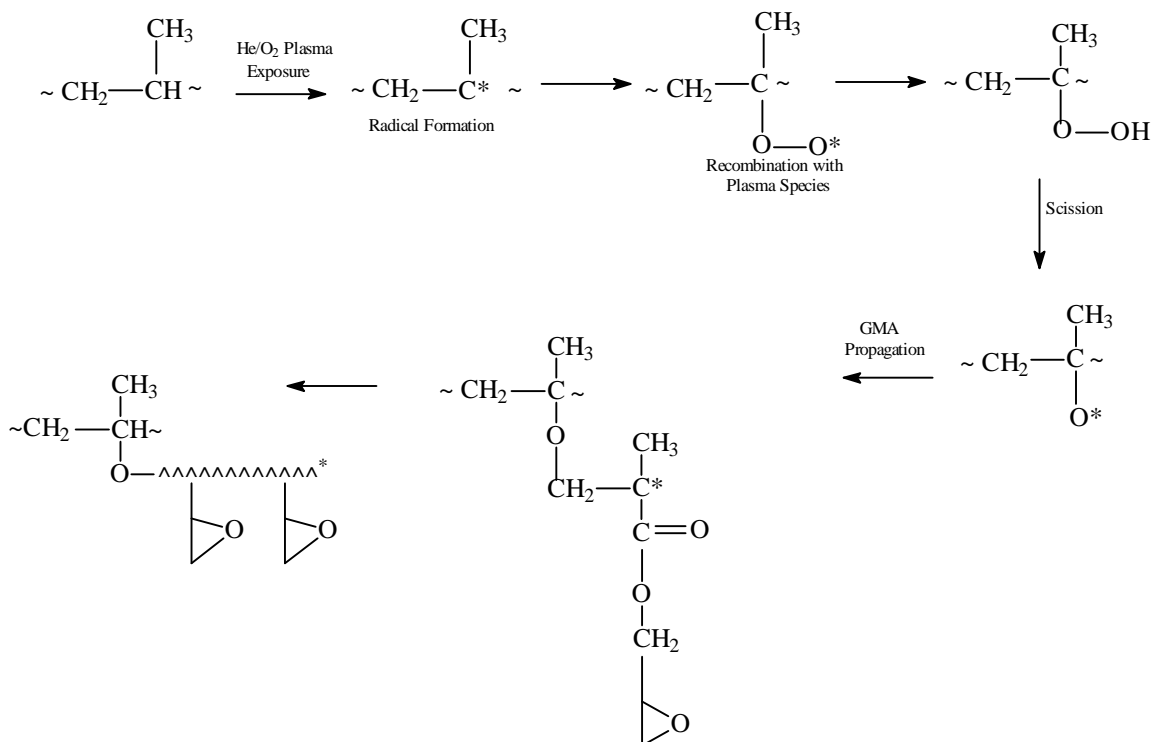 CH3
He/O2 Plasma
Exposure
~ CH2 CH ~
CH3
~ CH2 C* ~
Radical Formation
CH3
~ CH2 C ~
O O*
Recombination with
Plasma Species
CH3
~ CH2 C ~
O OH
Scission
CH3
~ CH2 C ~
O*
GMA
Propagation
CH3
~ CH2 C ~
O
CH3
CH2 C*
C O
O
CH2
O
CH3
~CH2 CH~
O ^^^^^^^^^^^^*
O O